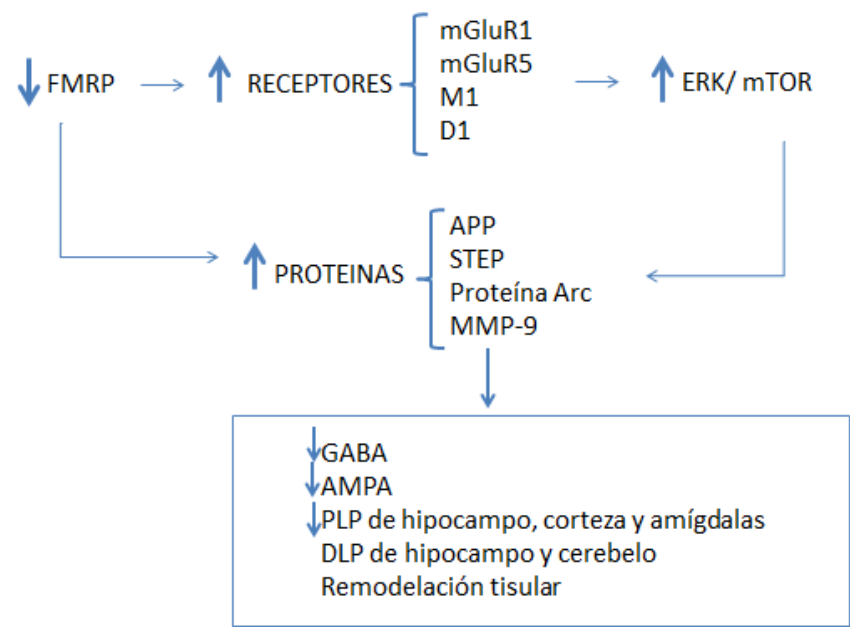 FMRP
RECEPTORES
mGluR1
mGluR5
M1
D1
ERK/ mTOR
PROTEINAS
APP
STEP
Proteína Arc
MMP-9
GABA
AMPA
PLP de hipocampo, corteza y amígdalas
DLP de hipocampo y cerebelo
Remodelación tisular